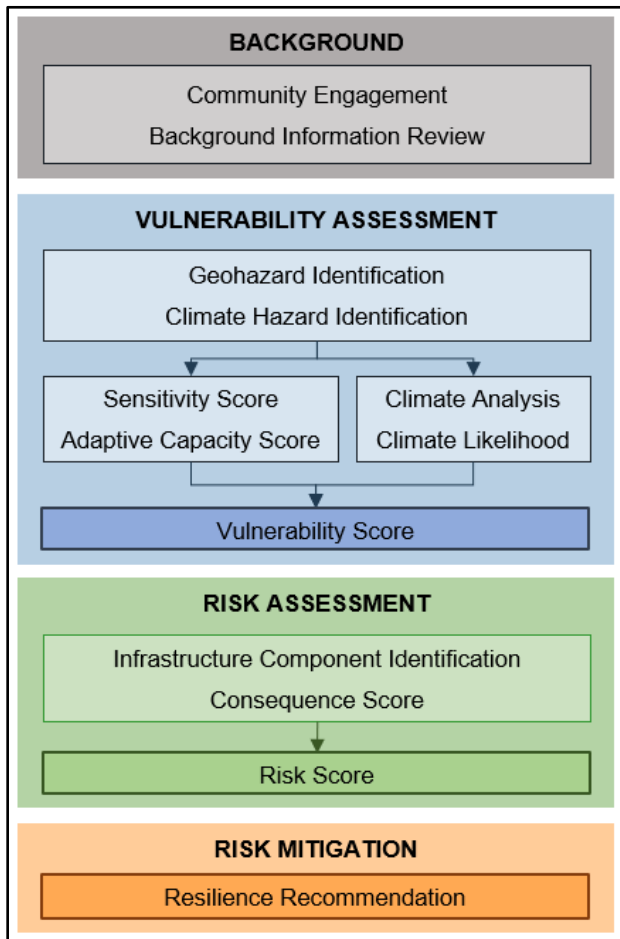 BACKGROUND
Community Engagement
Background Information Review
VULNERABILITY ASSESSMENT
Geohazard Identification
Climate Hazard Identification
Sensitivity Score
Adaptive Capacity Score
Climate Analysis
Climate Likelihood
Vulnerability Score
RISK ASSESSMENT
Infrastructure Component Identification
Consequence Score
Risk Score
RISK MITIGATION
Resilience Recommendation